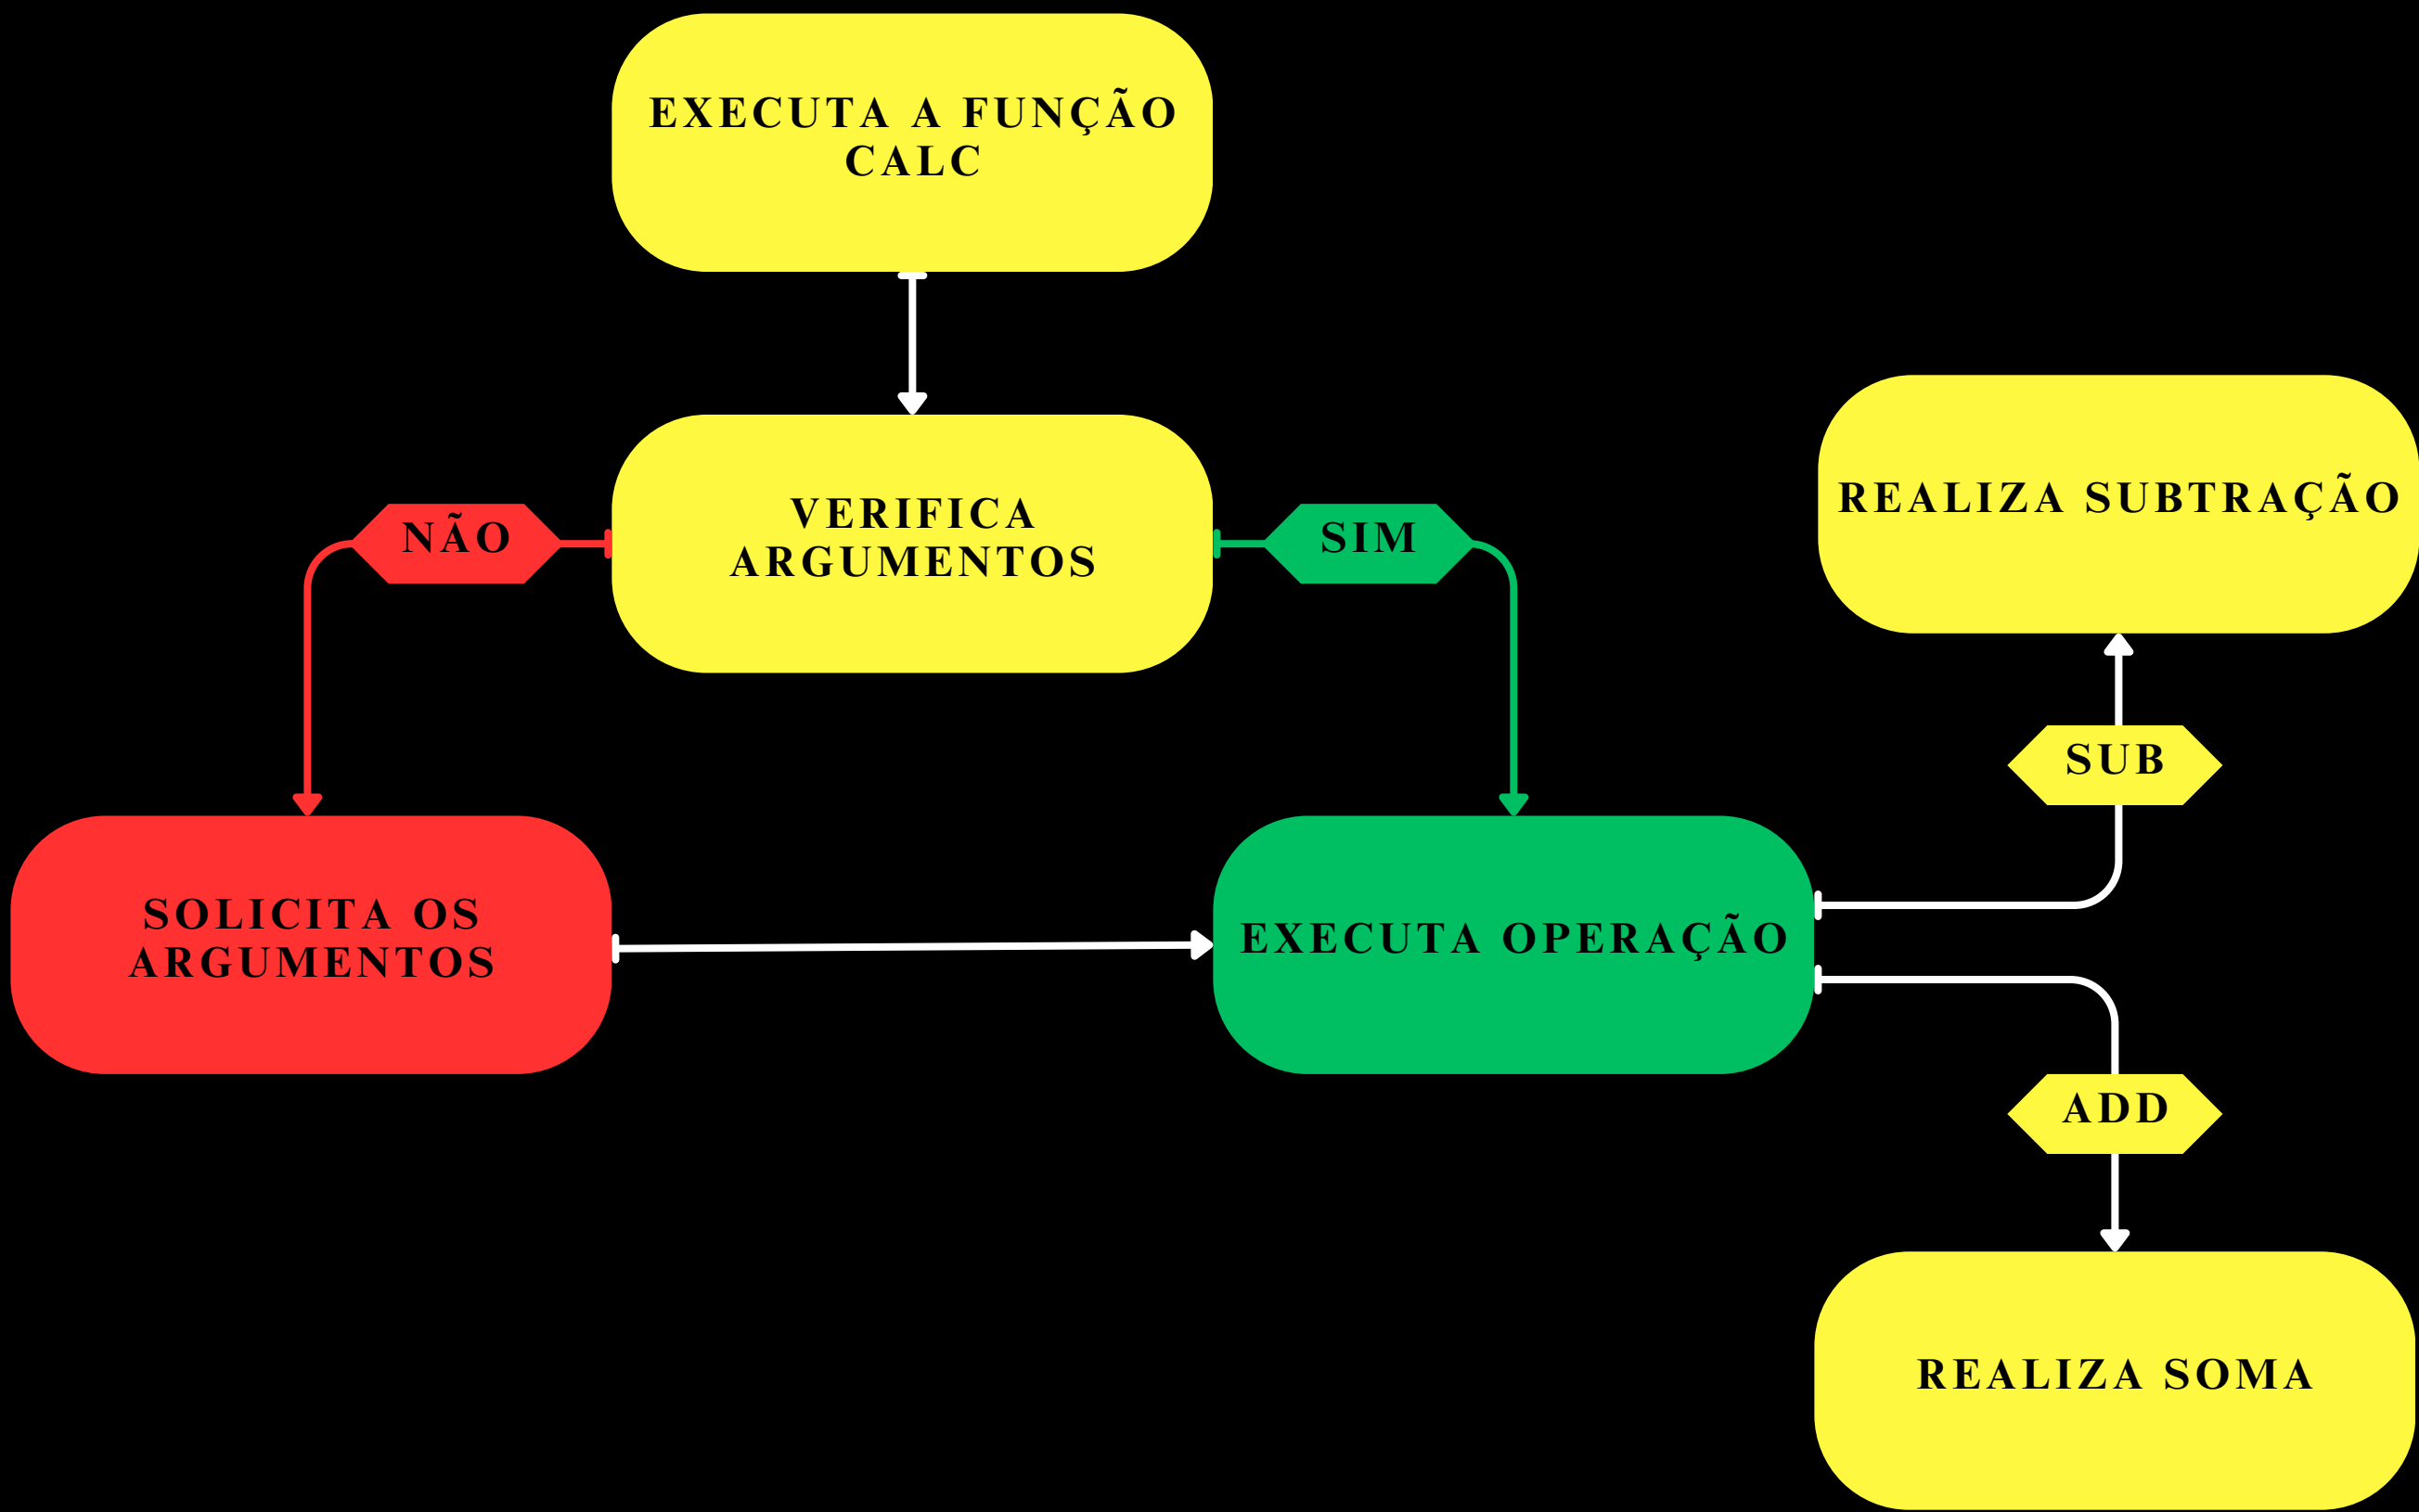 EXECUTA A FUNÇÃO
CALC
VERIFICA
ARGUMENTOS
NÃO
SIM
REALIZA SUBTRAÇÃO
SUB
SOLICITA OS
ARGUMENTOS
EXECUTA OPERAÇÃO
ADD
REALIZA SOMA